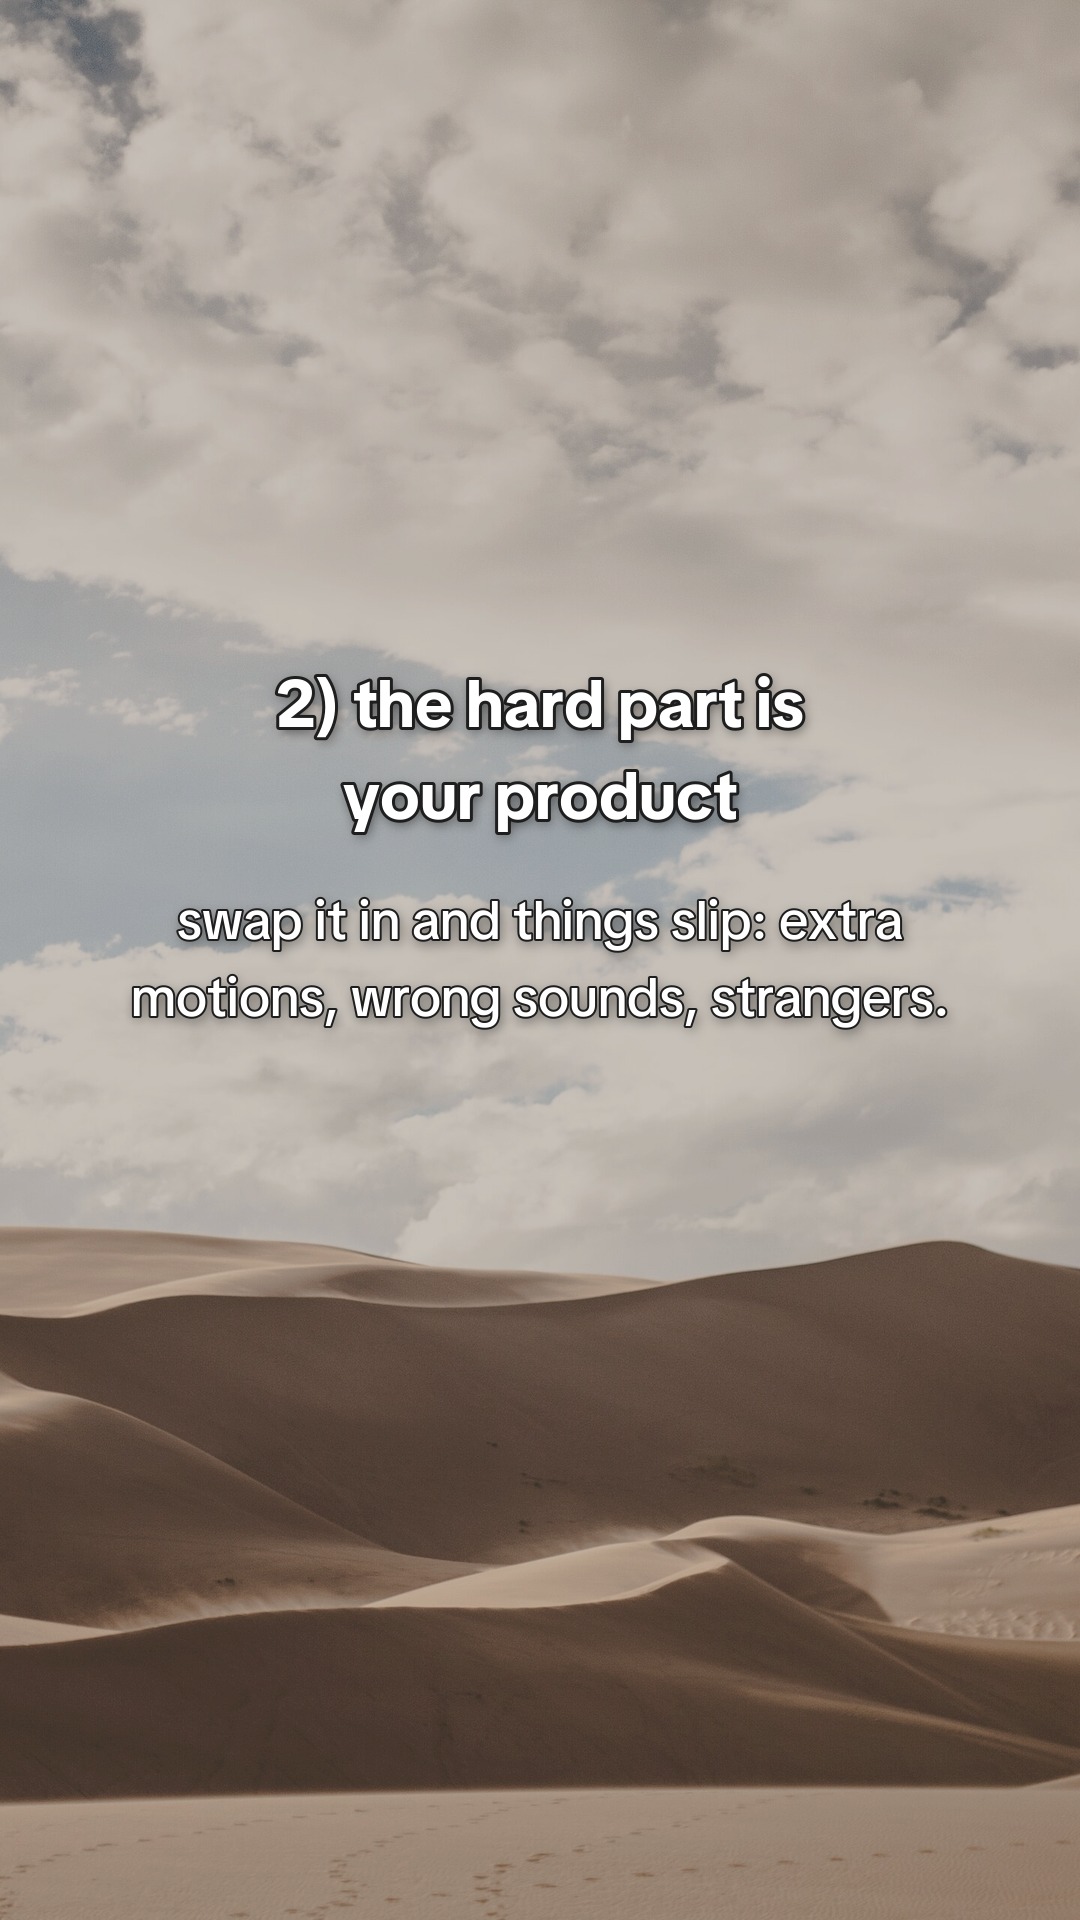 2) the hard part is
your product
swap it in and things slip: extra
motions, wrong sounds, strangers.